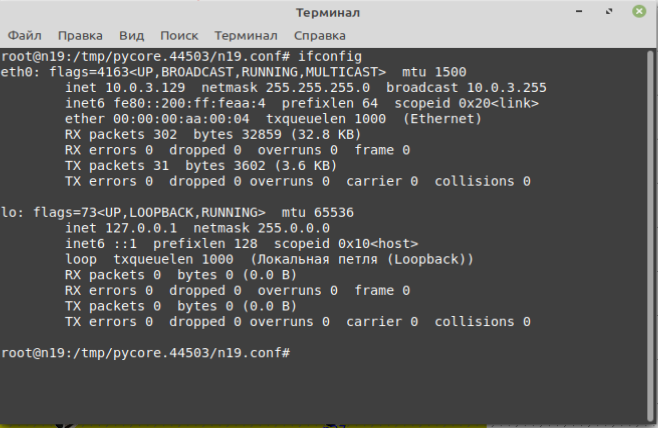 Терминал
Файл Правка Вид Поиск Терминал Справка
root@n19:/tmp/pycore.44503/n19.conf# ifconfig
eth0: flags=4163<UP,BROADCAST,RUNNING,MULTICAST>  mtu 1500
        inet 10.0.3.129  netmask 255.255.255.0  broadcast 10.0.3.255
        inet6 fe80::200:ff:feaa:4  prefixlen 64  scopeid 0x20<link>
        ether 00:00:00:aa:00:04  txqueuelen 1000  (Ethernet)
        RX packets 302  bytes 32859 (32.8 KB)
        RX errors 0  dropped 0  overruns 0  frame 0
        TX packets 31  bytes 3602 (3.6 KB)
        TX errors 0  dropped 0 overruns 0  carrier 0  collisions 0

lo: flags=73<UP,LOOPBACK,RUNNING>  mtu 65536
        inet 127.0.0.1  netmask 255.0.0.0
        inet6 ::1  prefixlen 128  scopeid 0x10<host>
        loop  txqueuelen 1000  (Локальная петля (Loopback))
        RX packets 0  bytes 0 (0.0 B)
        RX errors 0  dropped 0  overruns 0  frame 0
        TX packets 0  bytes 0 (0.0 B)
        TX errors 0  dropped 0 overruns 0  carrier 0  collisions 0

root@n19:/tmp/pycore.44503/n19.conf#